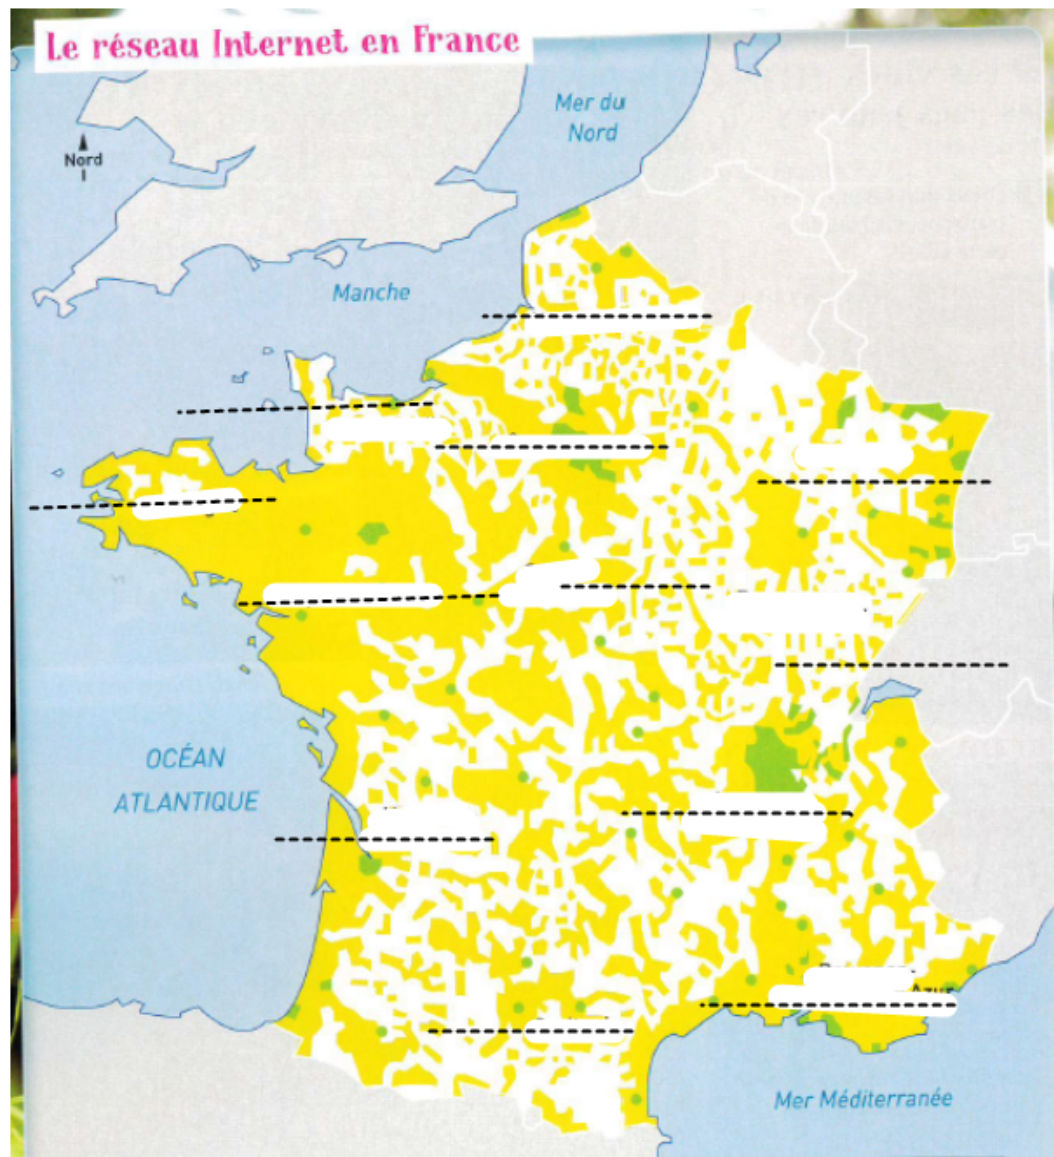 Le réseau Internet en France
Mer du
Nord
Nord
Manche
OCÉAN
ATLANTIQUE
Mer Méditerranée